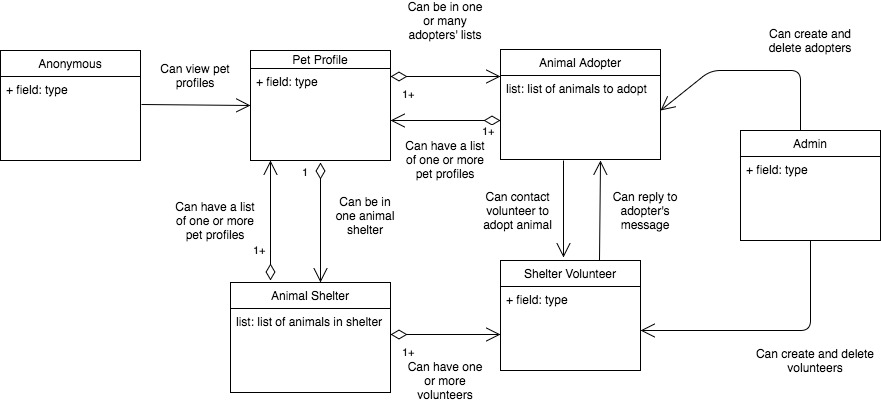 Can be in one
or many
adopters' lists
Can create and
delete adopters
Anonymous
+ field: type
Can view pet
profiles
Pet Profile
+ field: type
1+
Animal Adopter
list: list of animals to adopt
1+
Can have a list
of one or more
pet profiles
Admin
+ field: type
Can have a list
of one or more
pet profiles
1+
1
Can be in
one animal
shelter
Can contact
volunteer to
adopt animal
Can reply to
adopter's
message
Animal Shelter
list: list of animals in shelter
1+
Can have one
or more
volunteers
Shelter Volunteer
+ field: type
Can create and delete
volunteers